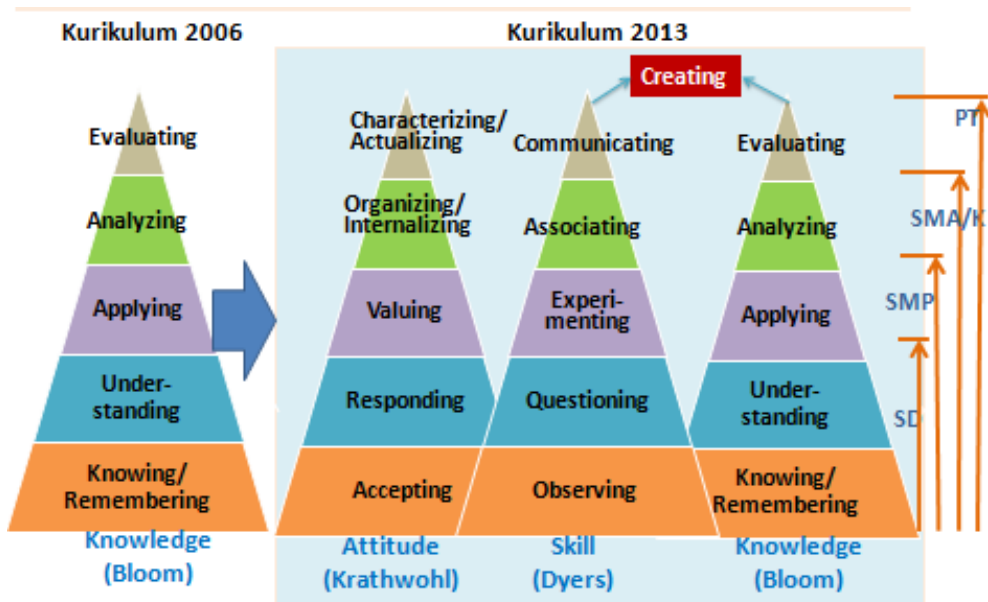 Kurikulum 2006
Kurikulum 2013
Creating
Evaluating
Analyzing
Applying
Under-
standing
Knowing/
Remembering
Knowledge
(Bloom)
Characterizing/
Actualizing
Organizing/
Internalizing
Valuing
Responding
Accepting
Attitude
(Krathwohl)
Communicating
Associating
Experi-
menting
Questioning
Observing
Skill
(Dyers)
Evaluating
Analyzing
Applying
Under-
standing
Knowing/
Remembering
Knowledge
(Bloom)
PT
SMA/K
SMP
SD